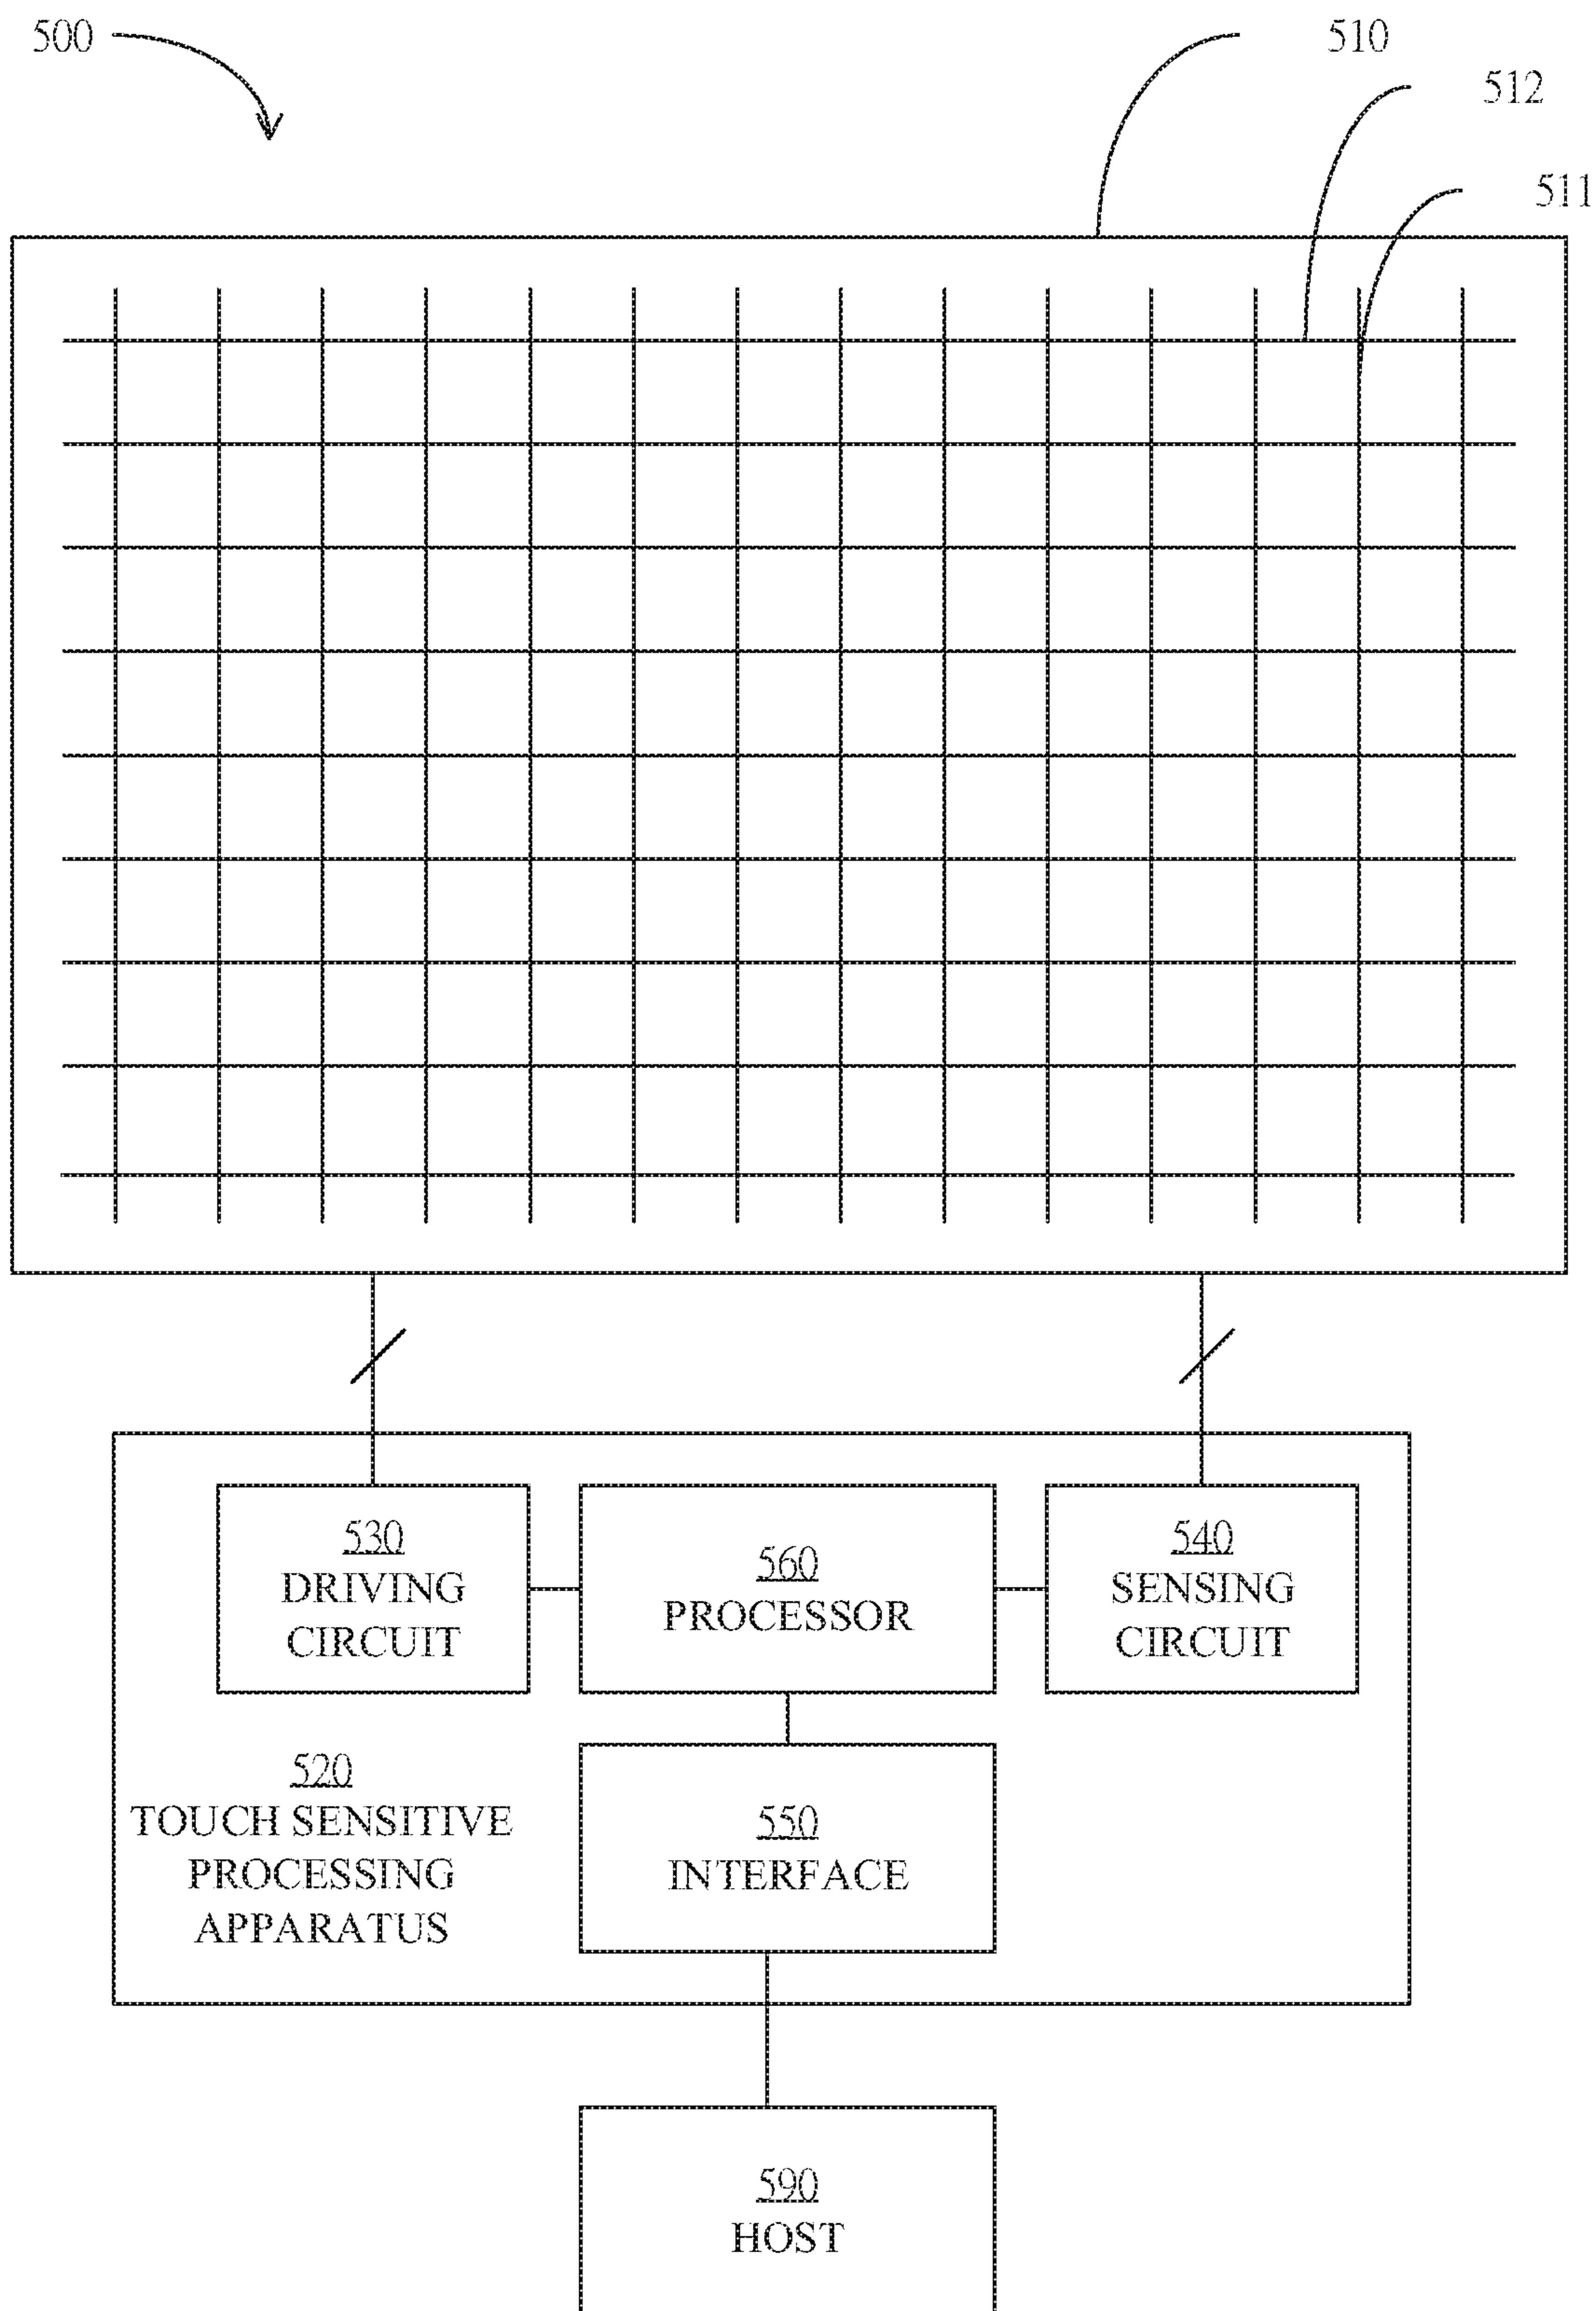 500
510
512
511
530
DRIVING
CIRCUIT
560
PROCESSOR
540
SENSING
CIRCUIT
520
TOUCH SENSITIVE
PROCESSING
APPARATUS
550
INTERFACE
590
HOST